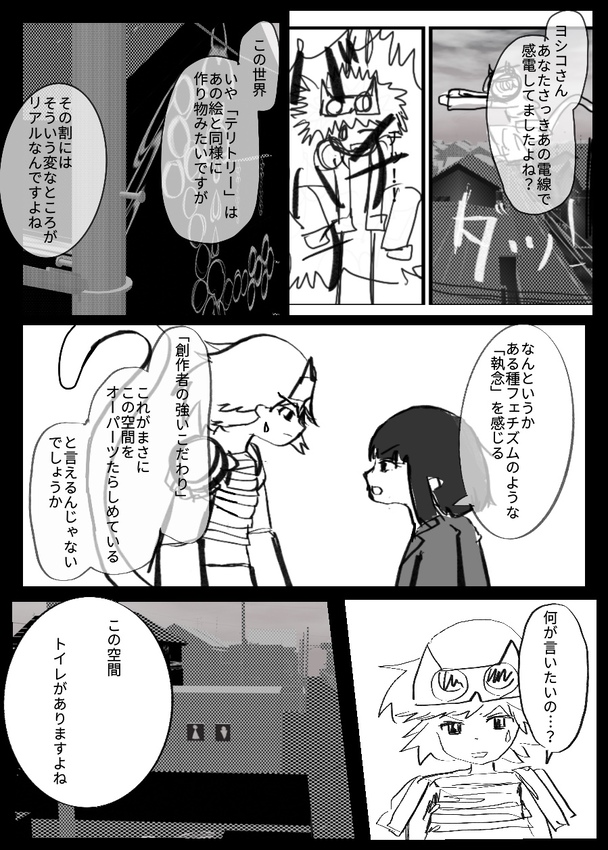 ヨシコさん
あなたさっきあの電線で
感電してましたよね？
ダッ
この世界
いや「テリトリー」は
あの絵と同様に
作り物みたいですが
その割には
そういう変なところが
リアルなんですよね
なんというか
ある種フェチズムのような
「執念」を感じる
「創作者の強いこだわり」
これがまさに
この空間を
オーパーツたらしめている
と言えるんじゃない
でしょうか
何が言いたいの…？
この空間
トイレがありますよね